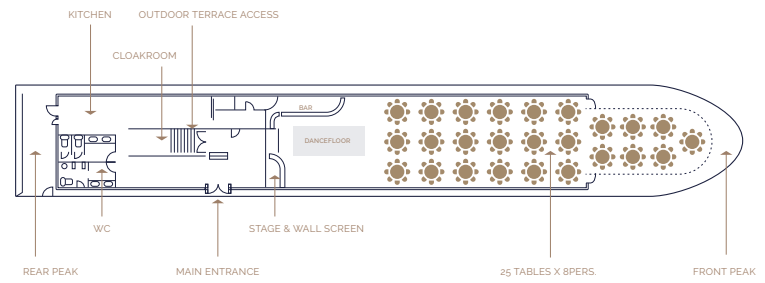 KITCHEN
OUTDOOR TERRACE ACCESS
CLOAKROOM
BAR
DANCEFLOOR
WC
STAGE & WALL SCREEN
REAR PEAK
MAIN ENTRANCE
25 TABLES X 8PERS.
FRONT PEAK